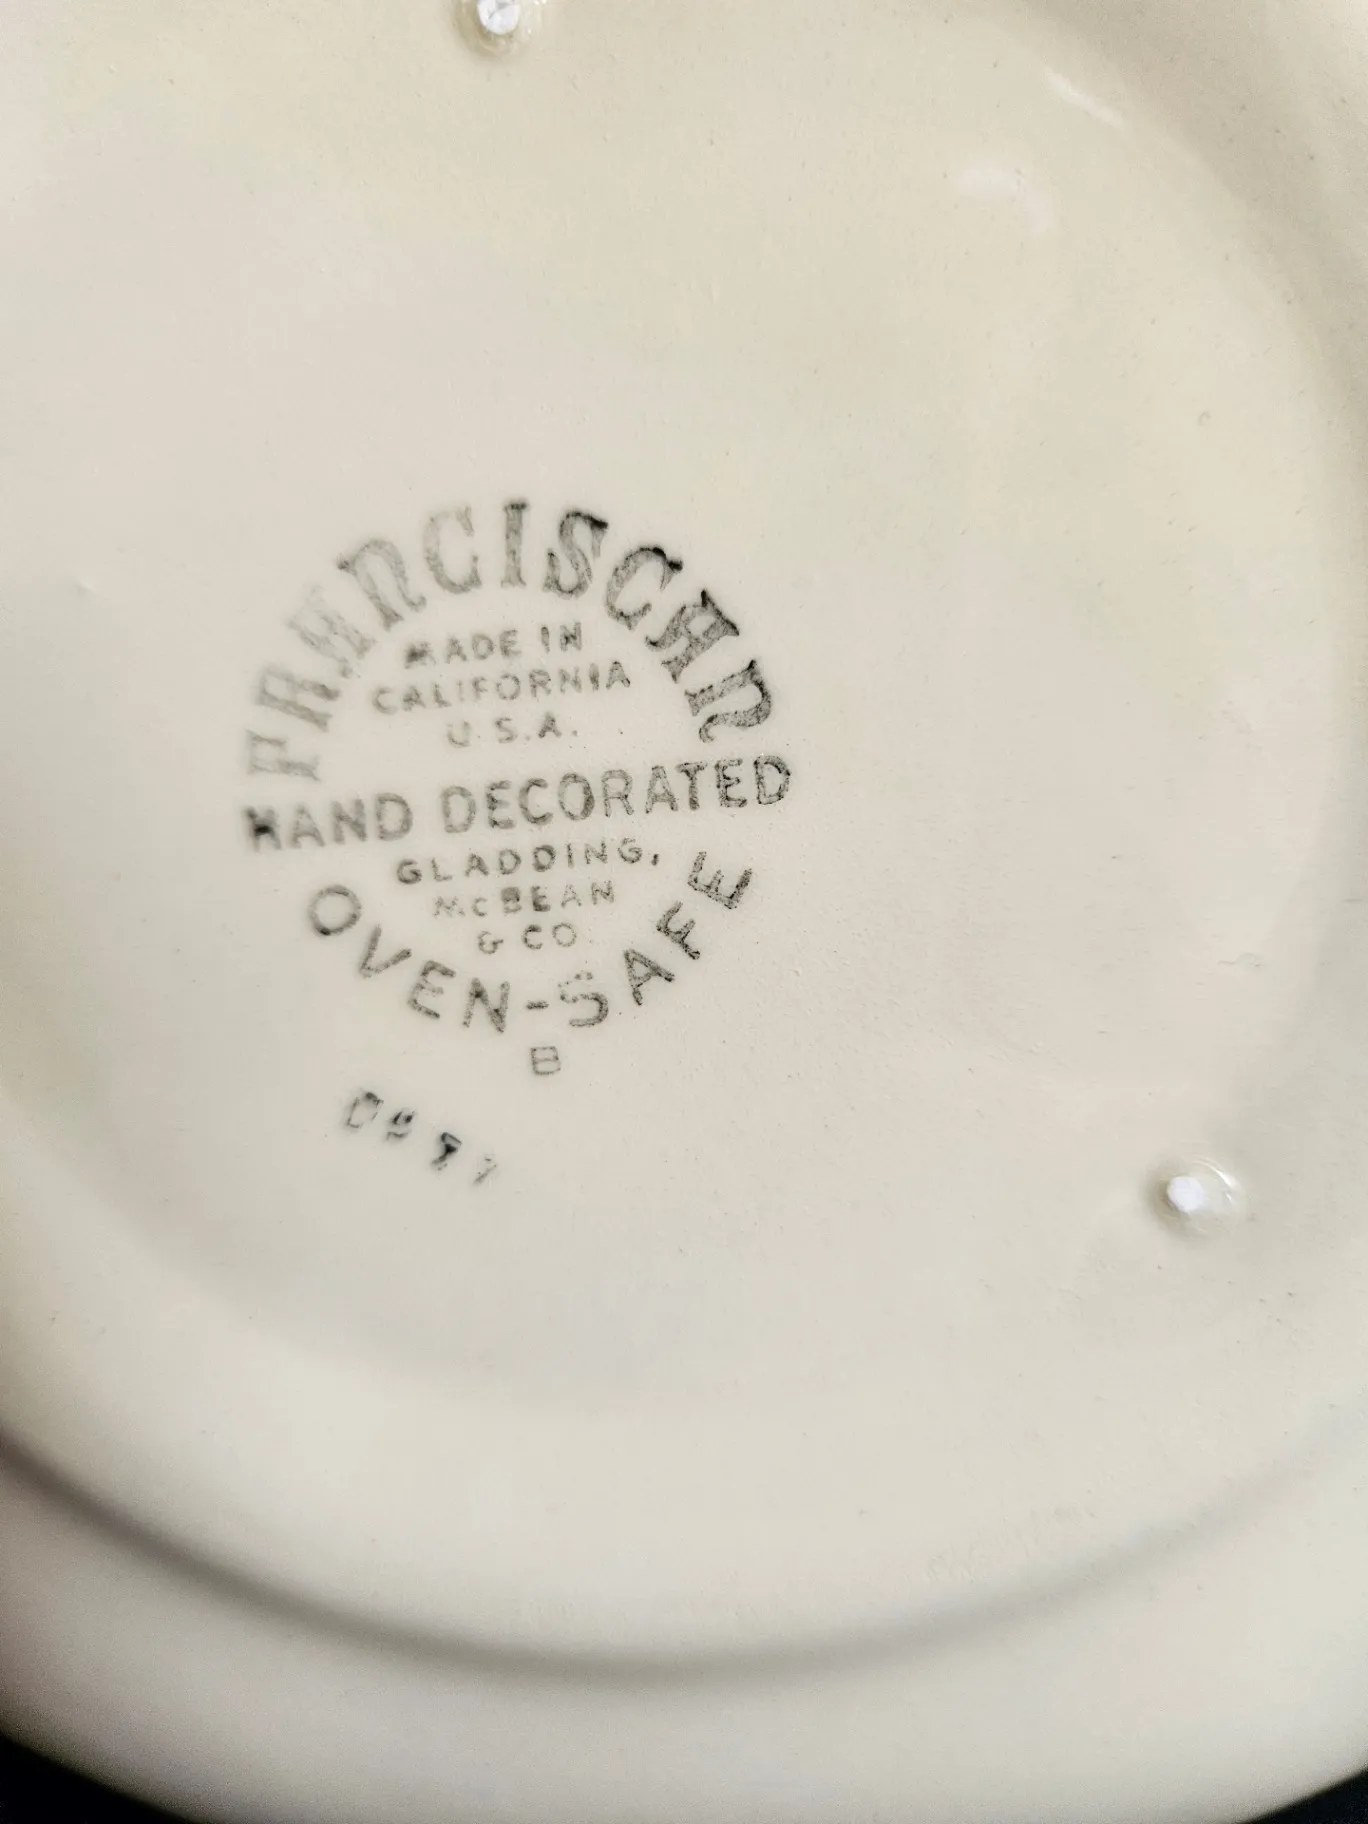 FRANCISCAN
MADE IN
CALIFORNIA
U.S.A.
HAND DECORATED
GLADDING,
McBEAN
& CO.
OVEN-SAFE
B